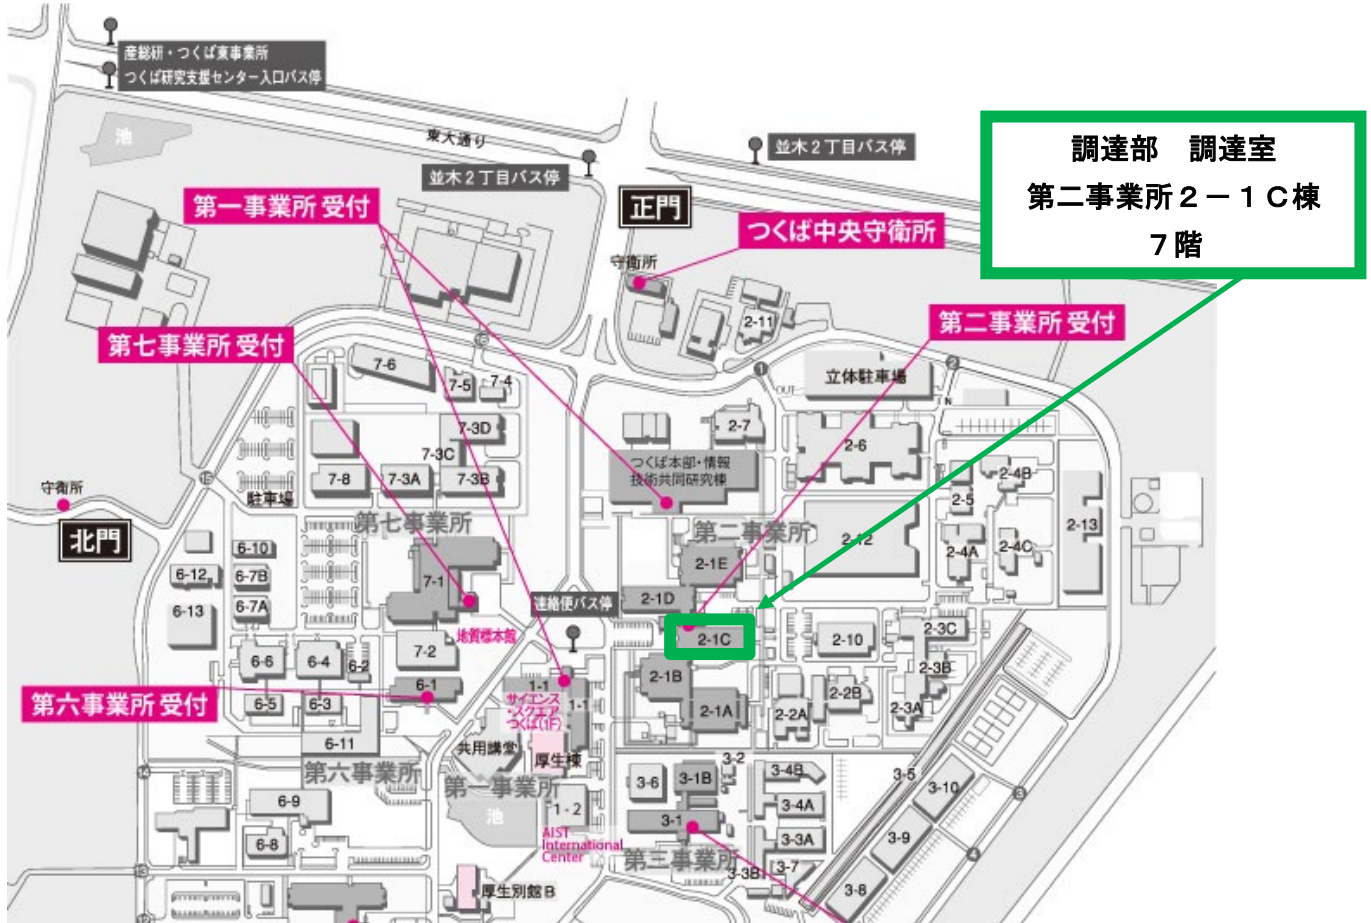 産総研・つくば東事業所
つくば研究支援センター入口バス停
池
東大通り
並木2丁目バス停
並木2丁目バス停
調達部 調達室
第二事業所2-1C棟
7階
第一事業所 受付
正門
つくば中央守衛所
守衛所
第七事業所 受付
第二事業所 受付
2-11
7-6
7-5
7-4
立体駐車場
OUT
IN
1
2
7-3D
7-3C
7-8
7-3A
7-3B
2-7
2-6
つくば本部・情報
技術共同研究棟
2-4B
2-5
守衛所
北門
駐車場
第七事業所
第二事業所
2-12
2-4A
2-4C
2-13
6-10
6-12
6-7B
6-13
6-7A
7-1
2-1E
2-1D
連絡便バス停
地質標本館
2-1C
2-10
2-3C
7-2
6-6
6-4
6-2
6-1
第六事業所 受付
6-5
6-3
6-11
1-1
サイエンス
・スクエア
つくば(1F)
1-1
2-1B
2-1A
2-2A
2-2B
2-3B
2-3A
共用講堂
厚生棟
第六事業所
第一事業所
池
1-2
AIST
International
Center
3-6
3-1B
3-2
3-4B
3-5
3-10
3
3-4A
3-1
3-3A
3-9
4
第三事業所
3-3B
3-7
3-8
6-9
6-8
厚生別館B